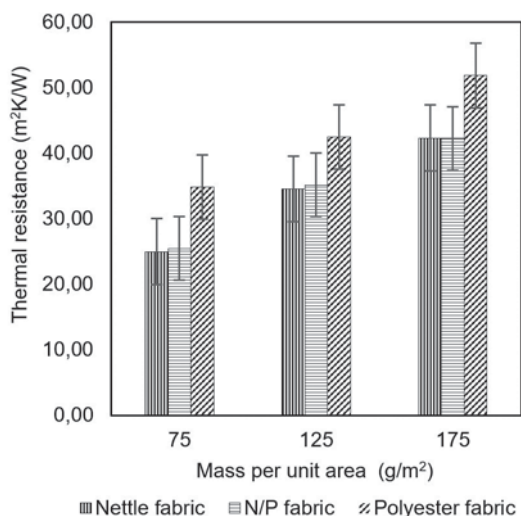 Thermal resistance (m²K/W)
60,00
50,00
40,00
30,00
20,00
10,00
0,00
75 125 175
Mass per unit area (g/m²)
Nettle fabric N/P fabric Polyester fabric